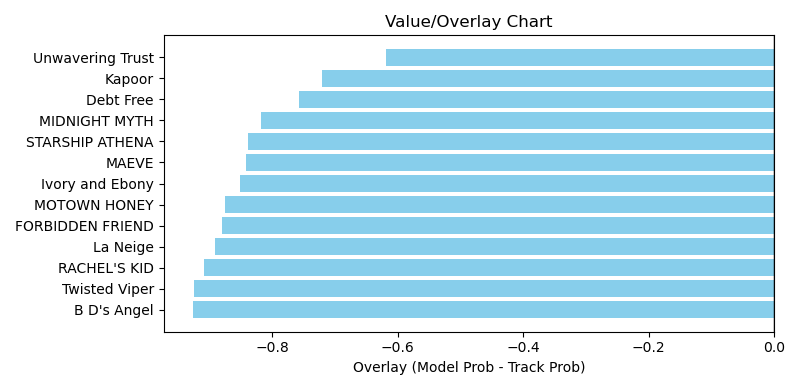 Value/Overlay Chart
Unwavering Trust
Kapoor
Debt Free
MIDNIGHT MYTH
STARSHIP ATHENA
MAEVE
Ivory and Ebony
MOTOWN HONEY
FORBIDDEN FRIEND
La Neige
RACHEL'S KID
Twisted Viper
B D's Angel
−0.8 −0.6 −0.4 −0.2 0.0
Overlay (Model Prob - Track Prob)